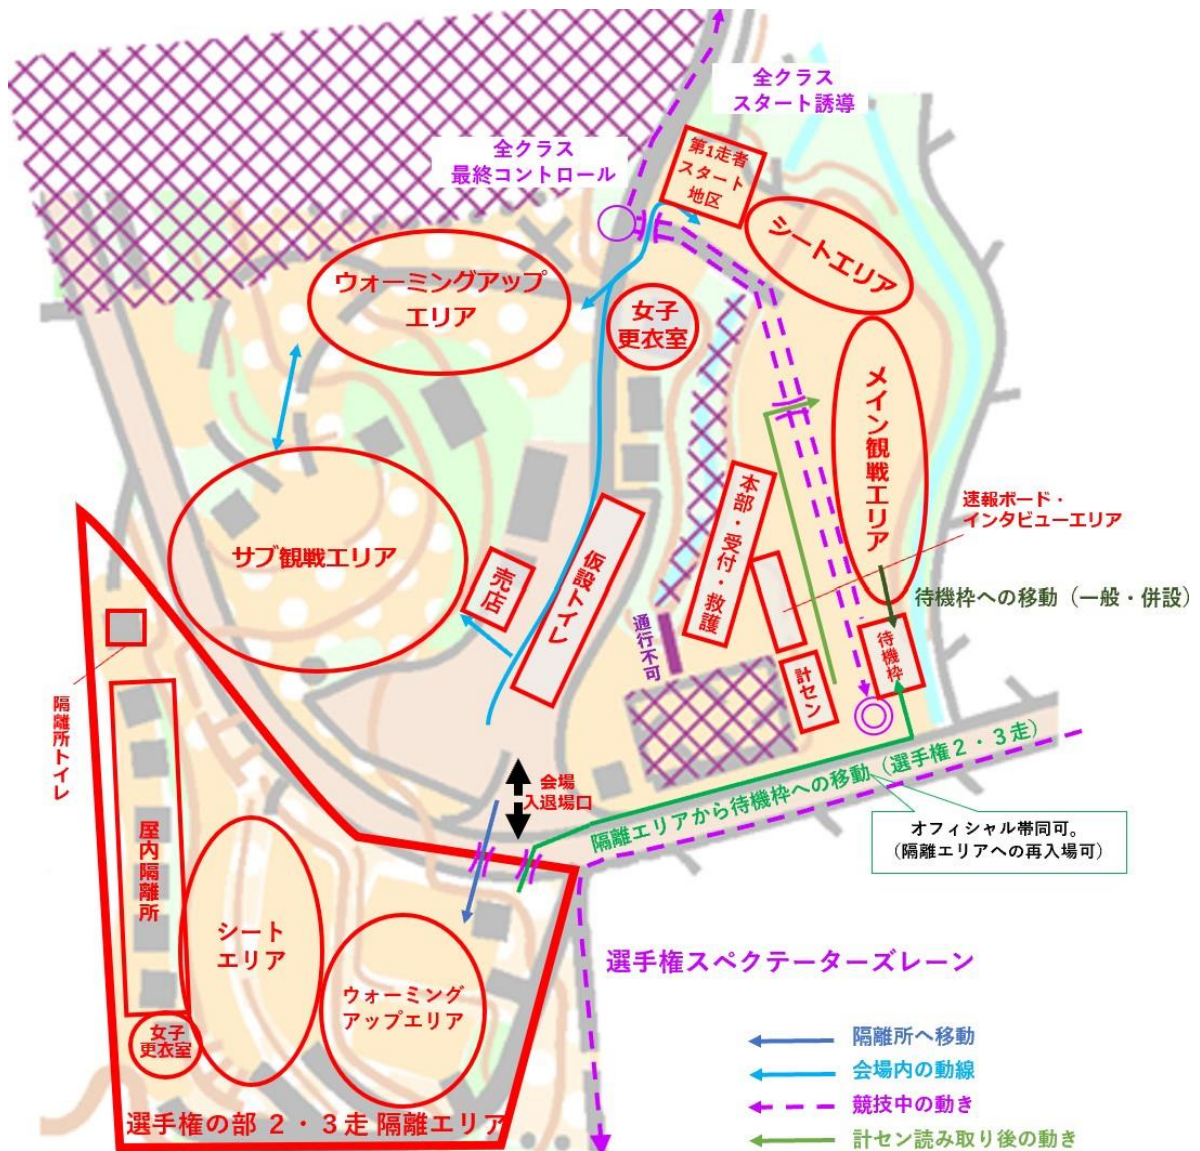 全クラス
スタート誘導
全クラス
最終コントロール
第1走者
スタート
地区
シートエリア
ウォーミングアップ
エリア
女子
更衣室
メイン観戦エリア
速報ボード・
インタビューエリア
本部・受付・救護
サブ観戦エリア
売店
仮設トイレ
通行不可
計セン
待機枠
待機枠への移動（一般・併設）
隔離所トイレ
会場
入退場口
隔離エリアから待機枠への移動（選手権２・３走）
オフィシャル帯同可。
（隔離エリアへの再入場可）
屋内隔離所
シート
エリア
ウォーミング
アップエリア
女子
更衣室
選手権の部 ２・３走 隔離エリア
選手権スペクテーターズレーン
隔離所へ移動
会場内の動線
競技中の動き
計セン読み取り後の動き